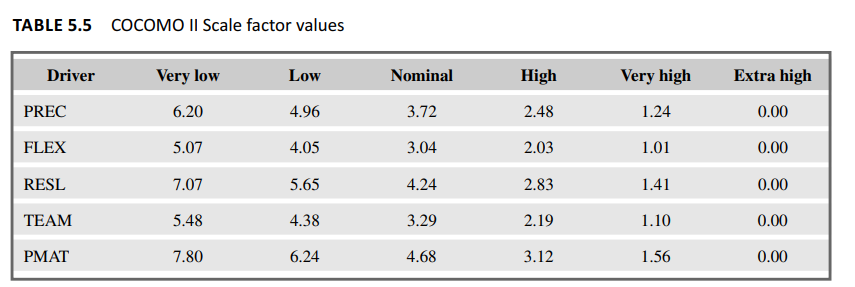 TABLE 5.5 COCOMO II Scale factor values
Driver Very low Low Nominal High Very high Extra high
PREC 6.20 4.96 3.72 2.48 1.24 0.00
FLEX 5.07 4.05 3.04 2.03 1.01 0.00
RESL 7.07 5.65 4.24 2.83 1.41 0.00
TEAM 5.48 4.38 3.29 2.19 1.10 0.00
PMAT 7.80 6.24 4.68 3.12 1.56 0.00